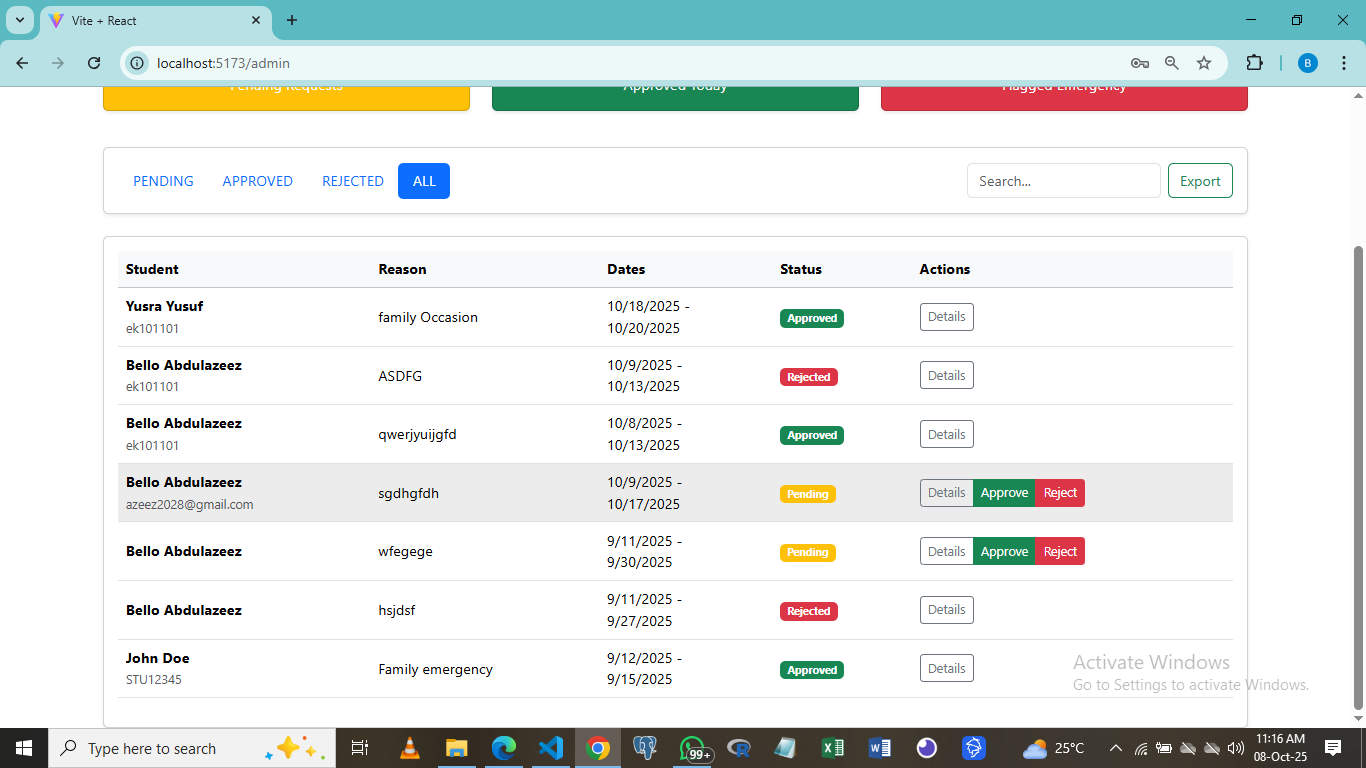 Vite + React
localhost:5173/admin
B
Pending Requests
Approved Today
Flagged Emergency
PENDING APPROVED REJECTED ALL Search... Export
Student Reason Dates Status Actions
Yusra Yusuf
ek101101
family Occasion
10/18/2025 -
10/20/2025
Approved
Details
Bello Abdulazeez
ek101101
ASDFG
10/9/2025 -
10/13/2025
Rejected
Details
Bello Abdulazeez
ek101101
qwerjyuijgfd
10/8/2025 -
10/13/2025
Approved
Details
Bello Abdulazeez
azeez2028@gmail.com
sgdhgfdh
10/9/2025 -
10/17/2025
Pending
Details Approve Reject
Bello Abdulazeez
wfegege
9/11/2025 -
9/30/2025
Pending
Details Approve Reject
Bello Abdulazeez
hsjdsf
9/11/2025 -
9/27/2025
Rejected
Details
John Doe
STU12345
Family emergency
9/12/2025 -
9/15/2025
Approved
Details
Activate Windows
Go to Settings to activate Windows.
Type here to search
99+
25°C
11:16 AM
08-Oct-25